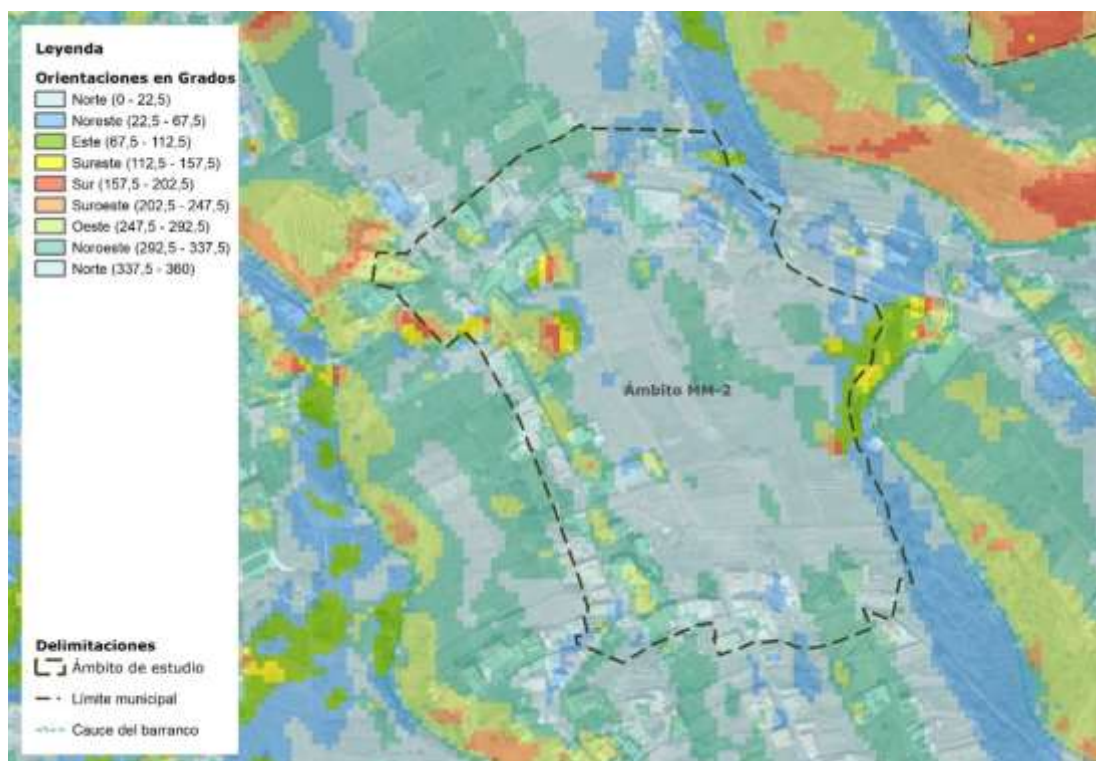 Leyenda
Orientaciones en Grados
Norte (0 - 22,5)
Noreste (22,5 - 67,5)
Este (67,5 - 112,5)
Sureste (112,5 - 157,5)
Sur (157,5 - 202,5)
Suroeste (202,5 - 247,5)
Oeste (247,5 - 292,5)
Noroeste (292,5 - 337,5)
Norte (337,5 - 360)
Ámbito MM-2
Delimitaciones
Ámbito de estudio
Límite municipal
Cauce del barranco